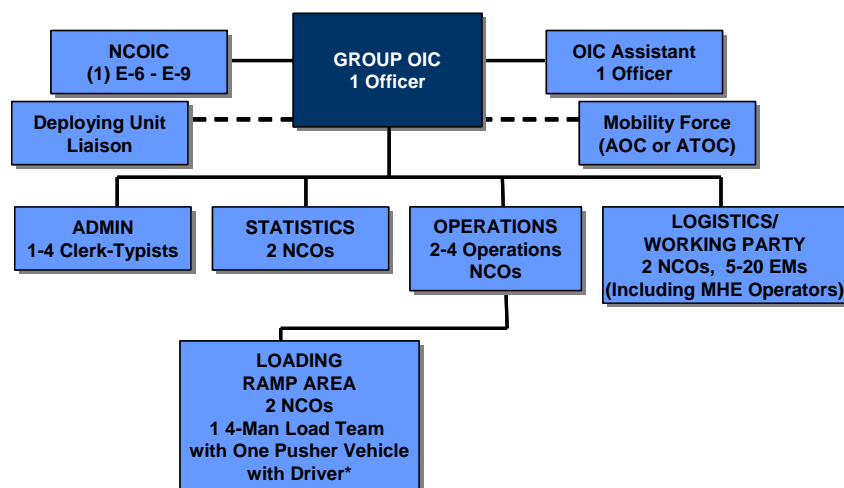 NCOIC
(1) E-6 - E-9
GROUP OIC
1 Officer
OIC Assistant
1 Officer
Deploying Unit
Liaison
Mobility Force
(AOC or ATOC)
ADMIN
1-4 Clerk-Typists
STATISTICS
2 NCOs
OPERATIONS
2-4 Operations
NCOs
LOGISTICS/
WORKING PARTY
2 NCOs, 5-20 EMs
(Including MHE Operators)
LOADING
RAMP AREA
2 NCOs
1 4-Man Load Team
with One Pusher Vehicle
with Driver*